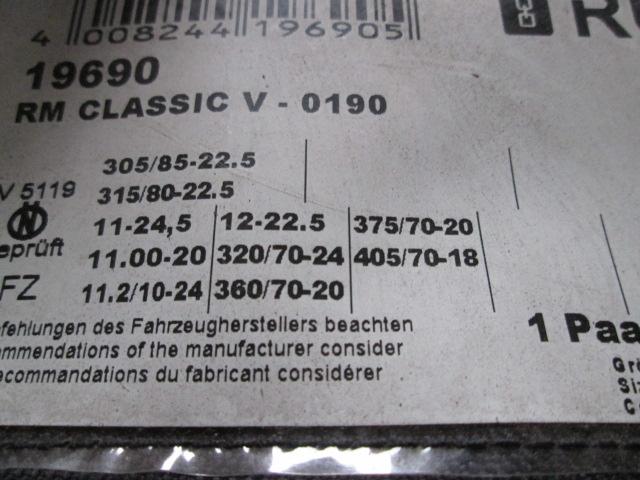 4 008244 196905
19690
RM CLASSIC V - 0190
305/85-22.5
V 5119 315/80-22.5
11-24,5 12-22.5 375/70-20
eprüft 11.00-20 320/70-24 405/70-18
FZ 11.2/10-24 360/70-20
fehlungen des Fahrzeugherstellers beachten
mmendations of the manufacturer consider
ecommandations du fabricant considérer
1 Paa
Grö
Siz